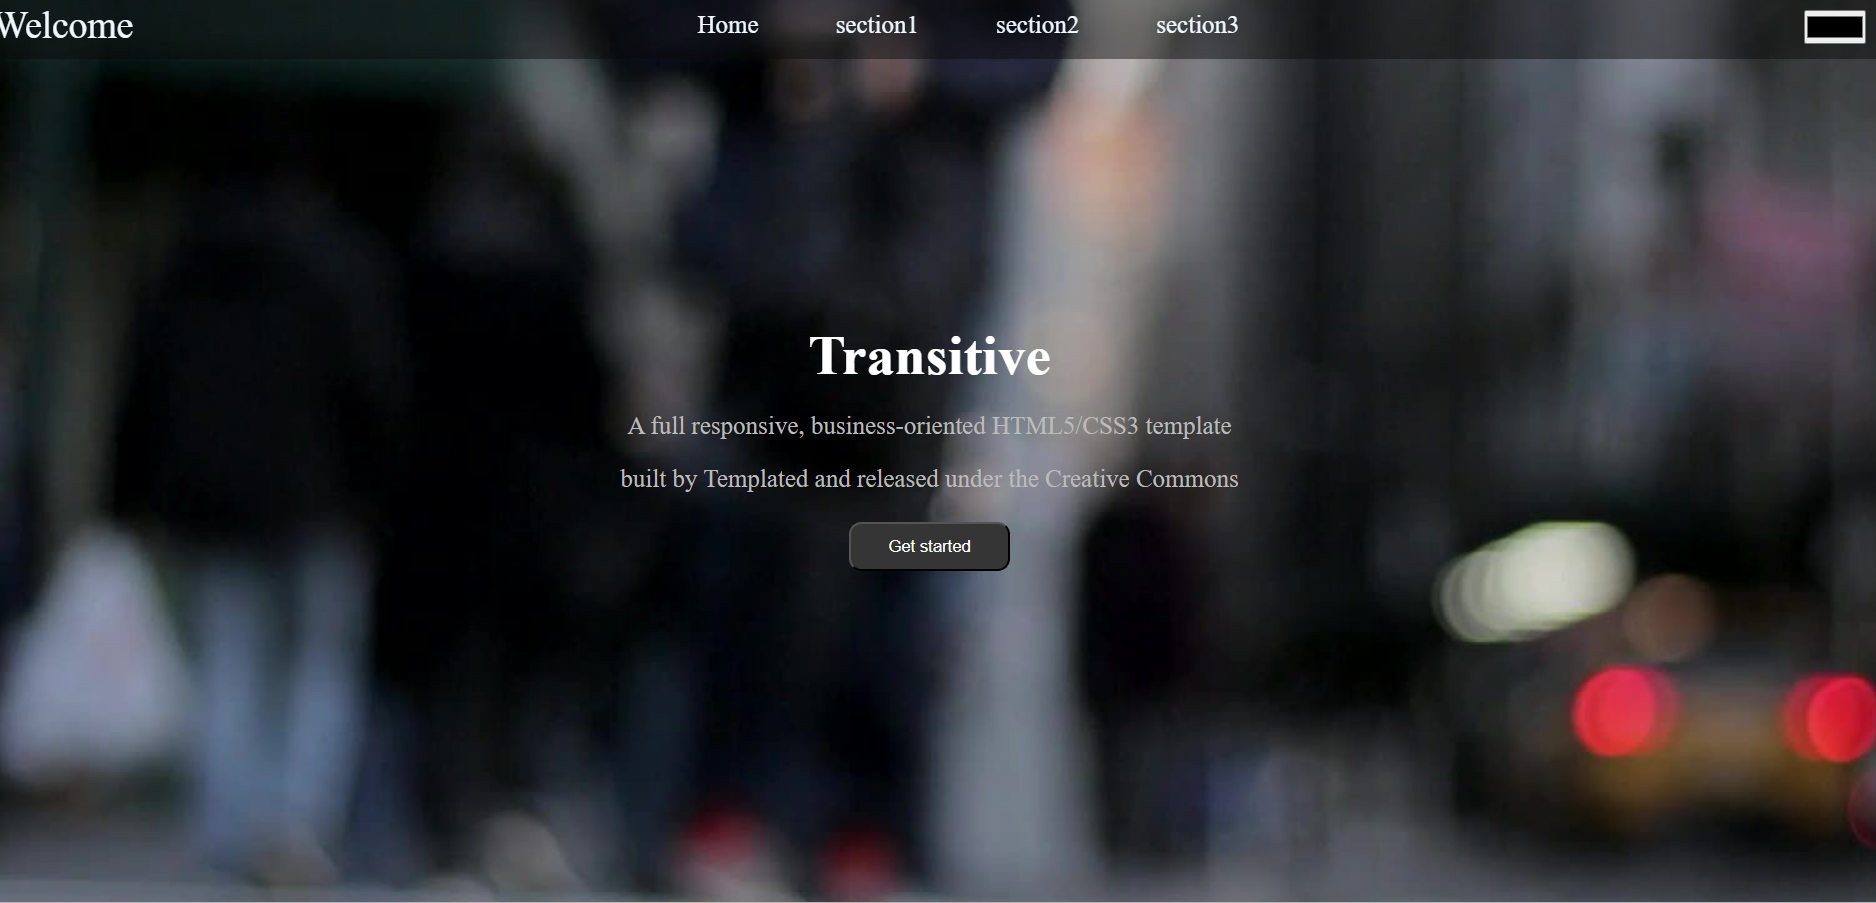 Welcome
Home section1 section2 section3
Transitive
A full responsive, business-oriented HTML5/CSS3 template
built by Templated and released under the Creative Commons
Get started